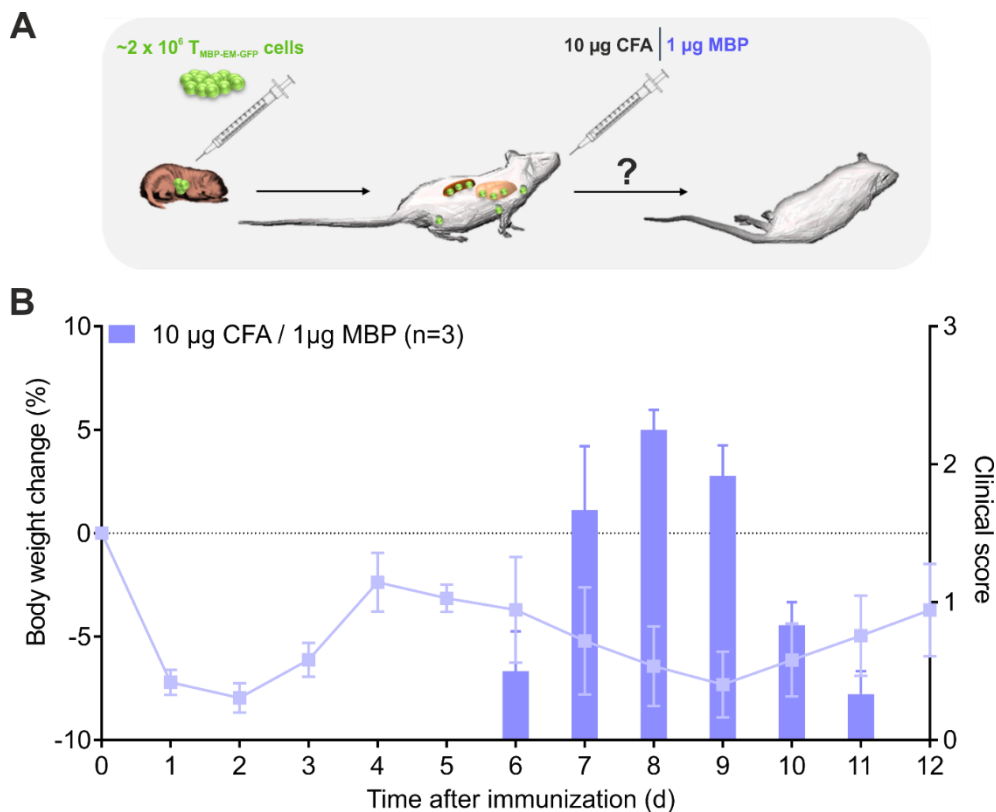 A
~2 x 10⁶ T_MBP-EM-GFP cells
10 µg CFA | 1 µg MBP
?
B
10 µg CFA / 1µg MBP (n=3)
Body weight change (%)
10
5
0
-5
-10
Clinical score
3
2
1
0
0 1 2 3 4 5 6 7 8 9 10 11 12
Time after immunization (d)